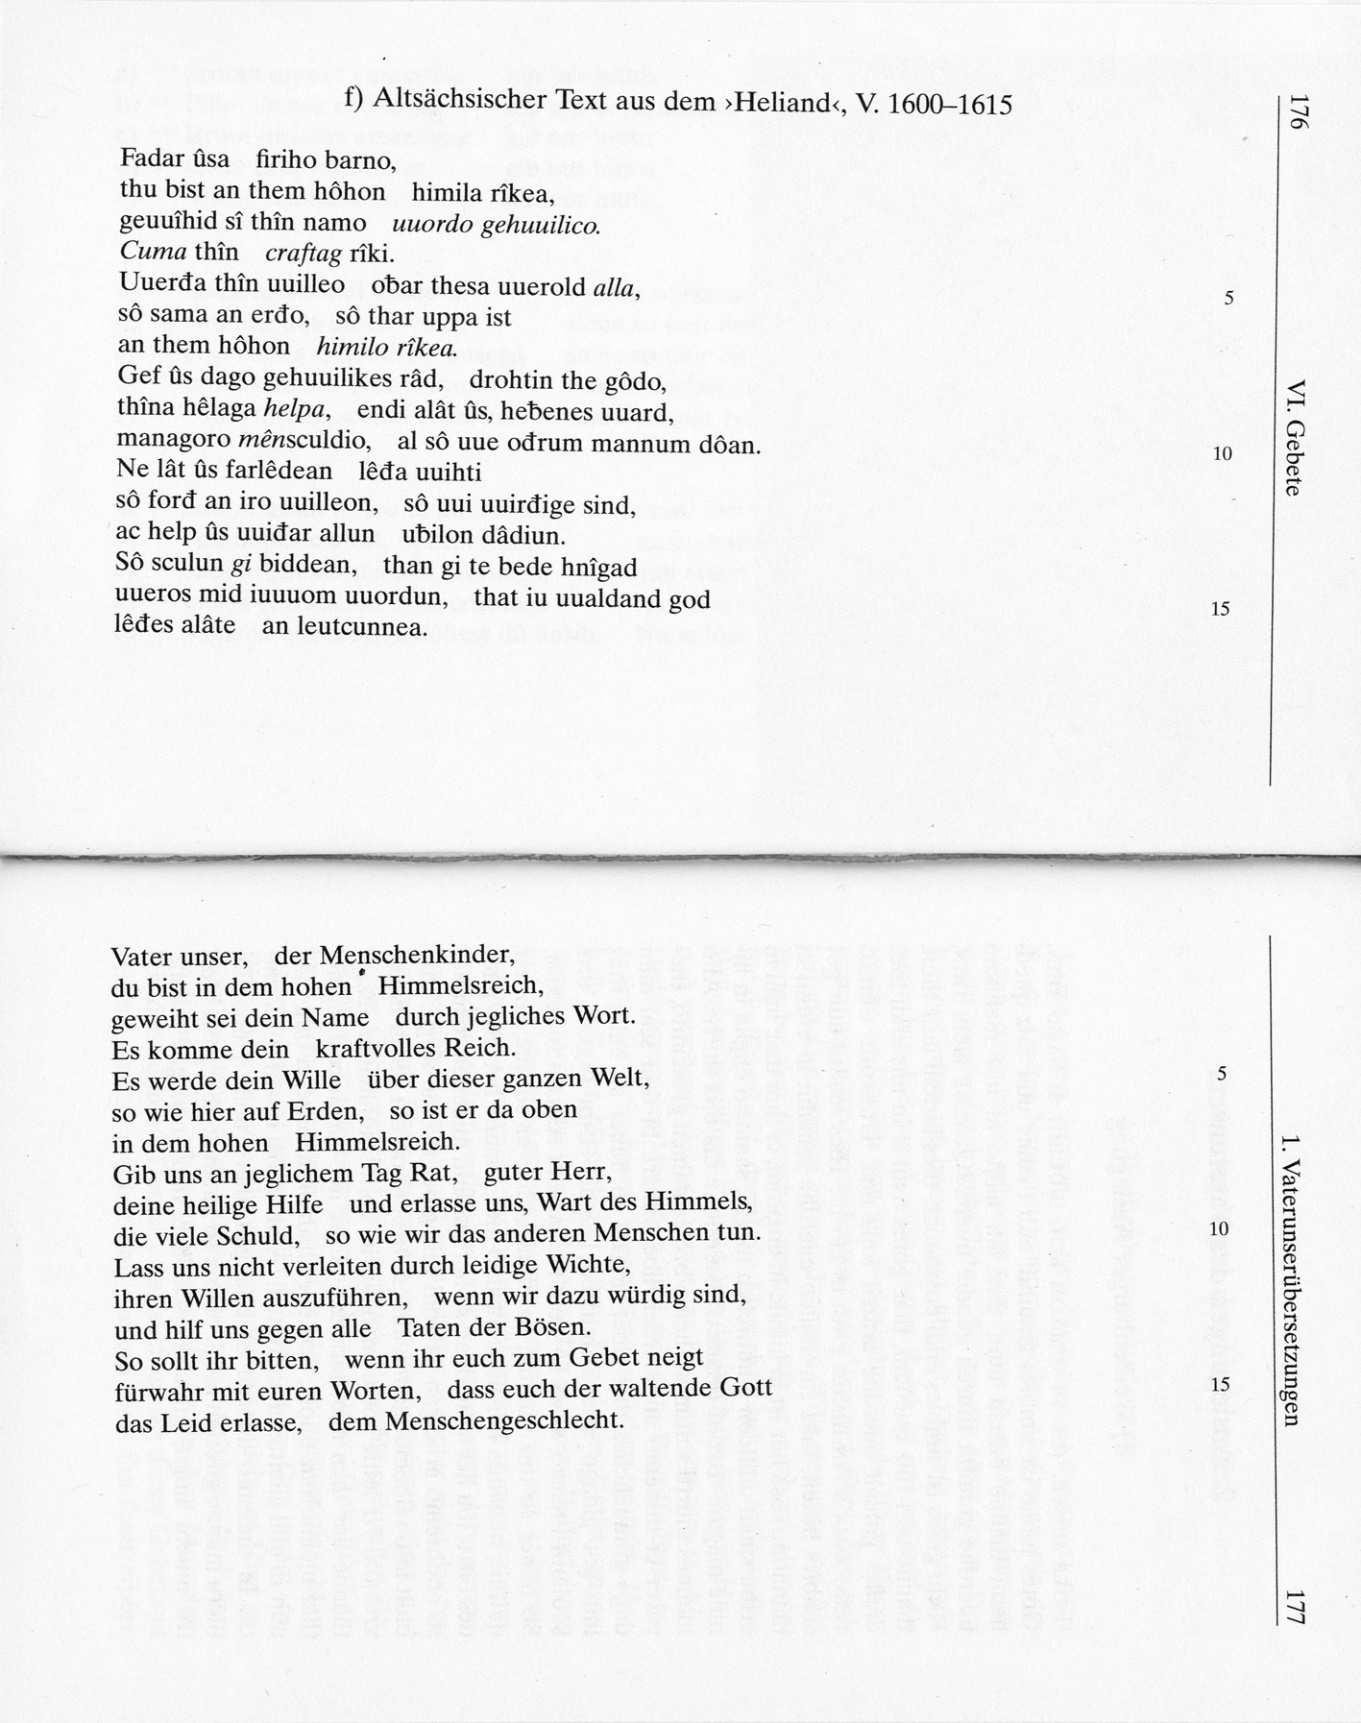 176
f) Altsächsischer Text aus dem ›Heliand‹, V. 1600–1615
Fadar ûsa firiho barno,
thu bist an them hôhon himila rîkea,
geuuîhid sî thîn namo uuordo gehuuilico.
Cuma thîn craftag rîki.
Uuerđa thîn uuilleo oƀar thesa uuerold alla, 5
sô sama an erđo, sô thar uppa ist
an them hôhon himilo rîkea.
Gef ûs dago gehuuilikes râd, drohtin the gôdo,
thîna hêlaga helpa, endi alât ûs, heƀenes uuard,
managoro mênsculdio, al sô uue ođrum mannum dôan. 10
Ne lât ûs farlêdean lêđa uuihti
sô forđ an iro uuilleon, sô uui uuirđige sind,
ac help ûs uuiđar allun uƀilon dâdiun.
Sô sculun gi biddean, than gi te bede hnîgad
uueros mid iuuuom uuordun, that iu uualdand god 15
lêđes alâte an leutcunnea.
VI. Gebete
Vater unser, der Menschenkinder,
du bist in dem hohen Himmelsreich,
geweiht sei dein Name durch jegliches Wort.
Es komme dein kraftvolles Reich.
Es werde dein Wille über dieser ganzen Welt, 5
so wie hier auf Erden, so ist er da oben
in dem hohen Himmelsreich.
Gib uns an jeglichem Tag Rat, guter Herr,
deine heilige Hilfe und erlasse uns, Wart des Himmels,
die viele Schuld, so wie wir das anderen Menschen tun. 10
Lass uns nicht verleiten durch leidige Wichte,
ihren Willen auszuführen, wenn wir dazu würdig sind,
und hilf uns gegen alle Taten der Bösen.
So sollt ihr bitten, wenn ihr euch zum Gebet neigt
fürwahr mit euren Worten, dass euch der waltende Gott 15
das Leid erlasse, dem Menschengeschlecht.
1. Vaterunserübersetzungen
177